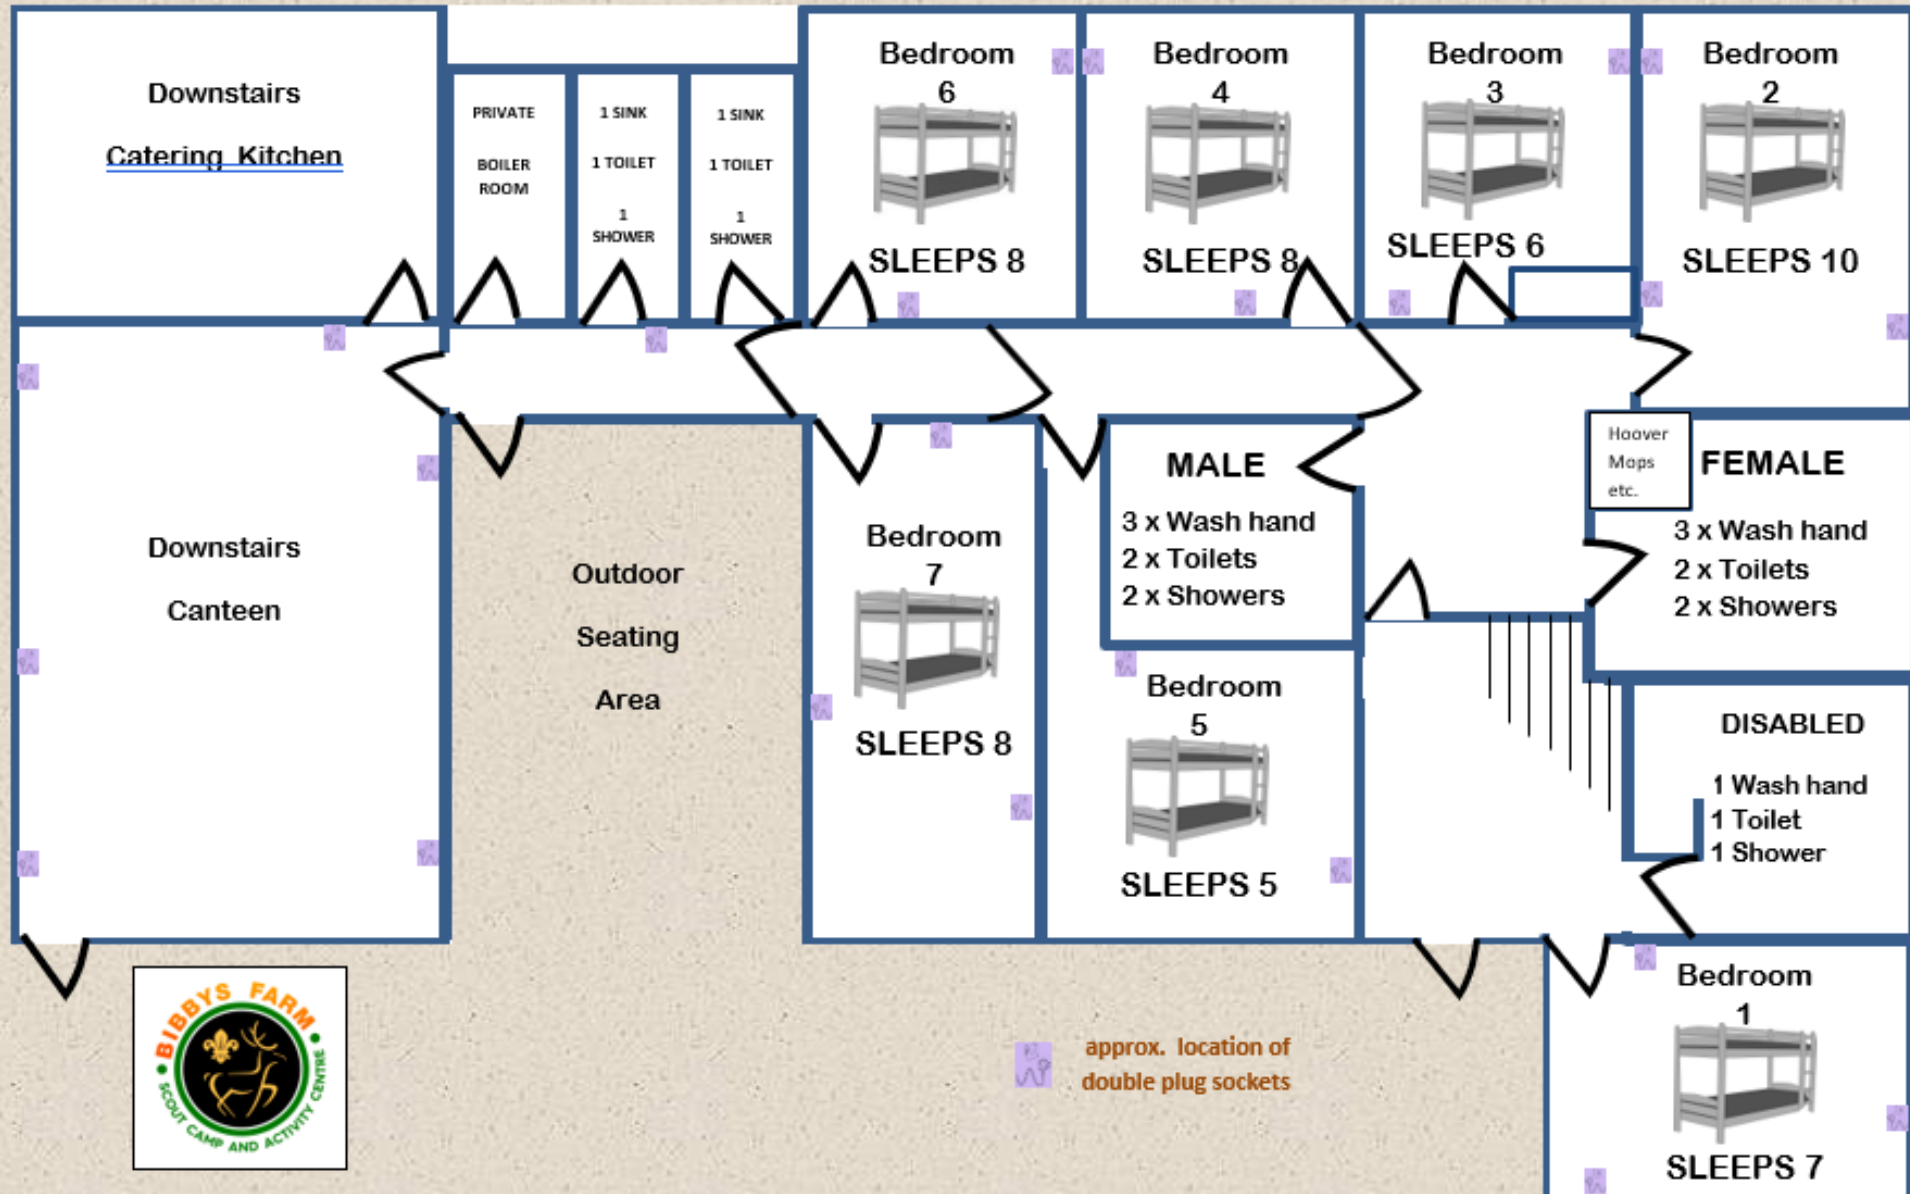 Downstairs
Catering Kitchen
PRIVATE
BOILER
ROOM
1 SINK
1 TOILET
1
SHOWER
1 SINK
1 TOILET
1
SHOWER
Bedroom
6
SLEEPS 8
Bedroom
4
SLEEPS 8
Bedroom
3
SLEEPS 6
Bedroom
2
SLEEPS 10
Downstairs
Canteen
Outdoor
Seating
Area
Bedroom
7
SLEEPS 8
MALE
3 x Wash hand
2 x Toilets
2 x Showers
Bedroom
5
SLEEPS 5
Hoover
Mops
etc.
FEMALE
3 x Wash hand
2 x Toilets
2 x Showers
DISABLED
1 Wash hand
1 Toilet
1 Shower
Bedroom
1
SLEEPS 7
BIBBYS FARM
SCOUT CAMP AND ACTIVITY CENTRE
approx. location of
double plug sockets